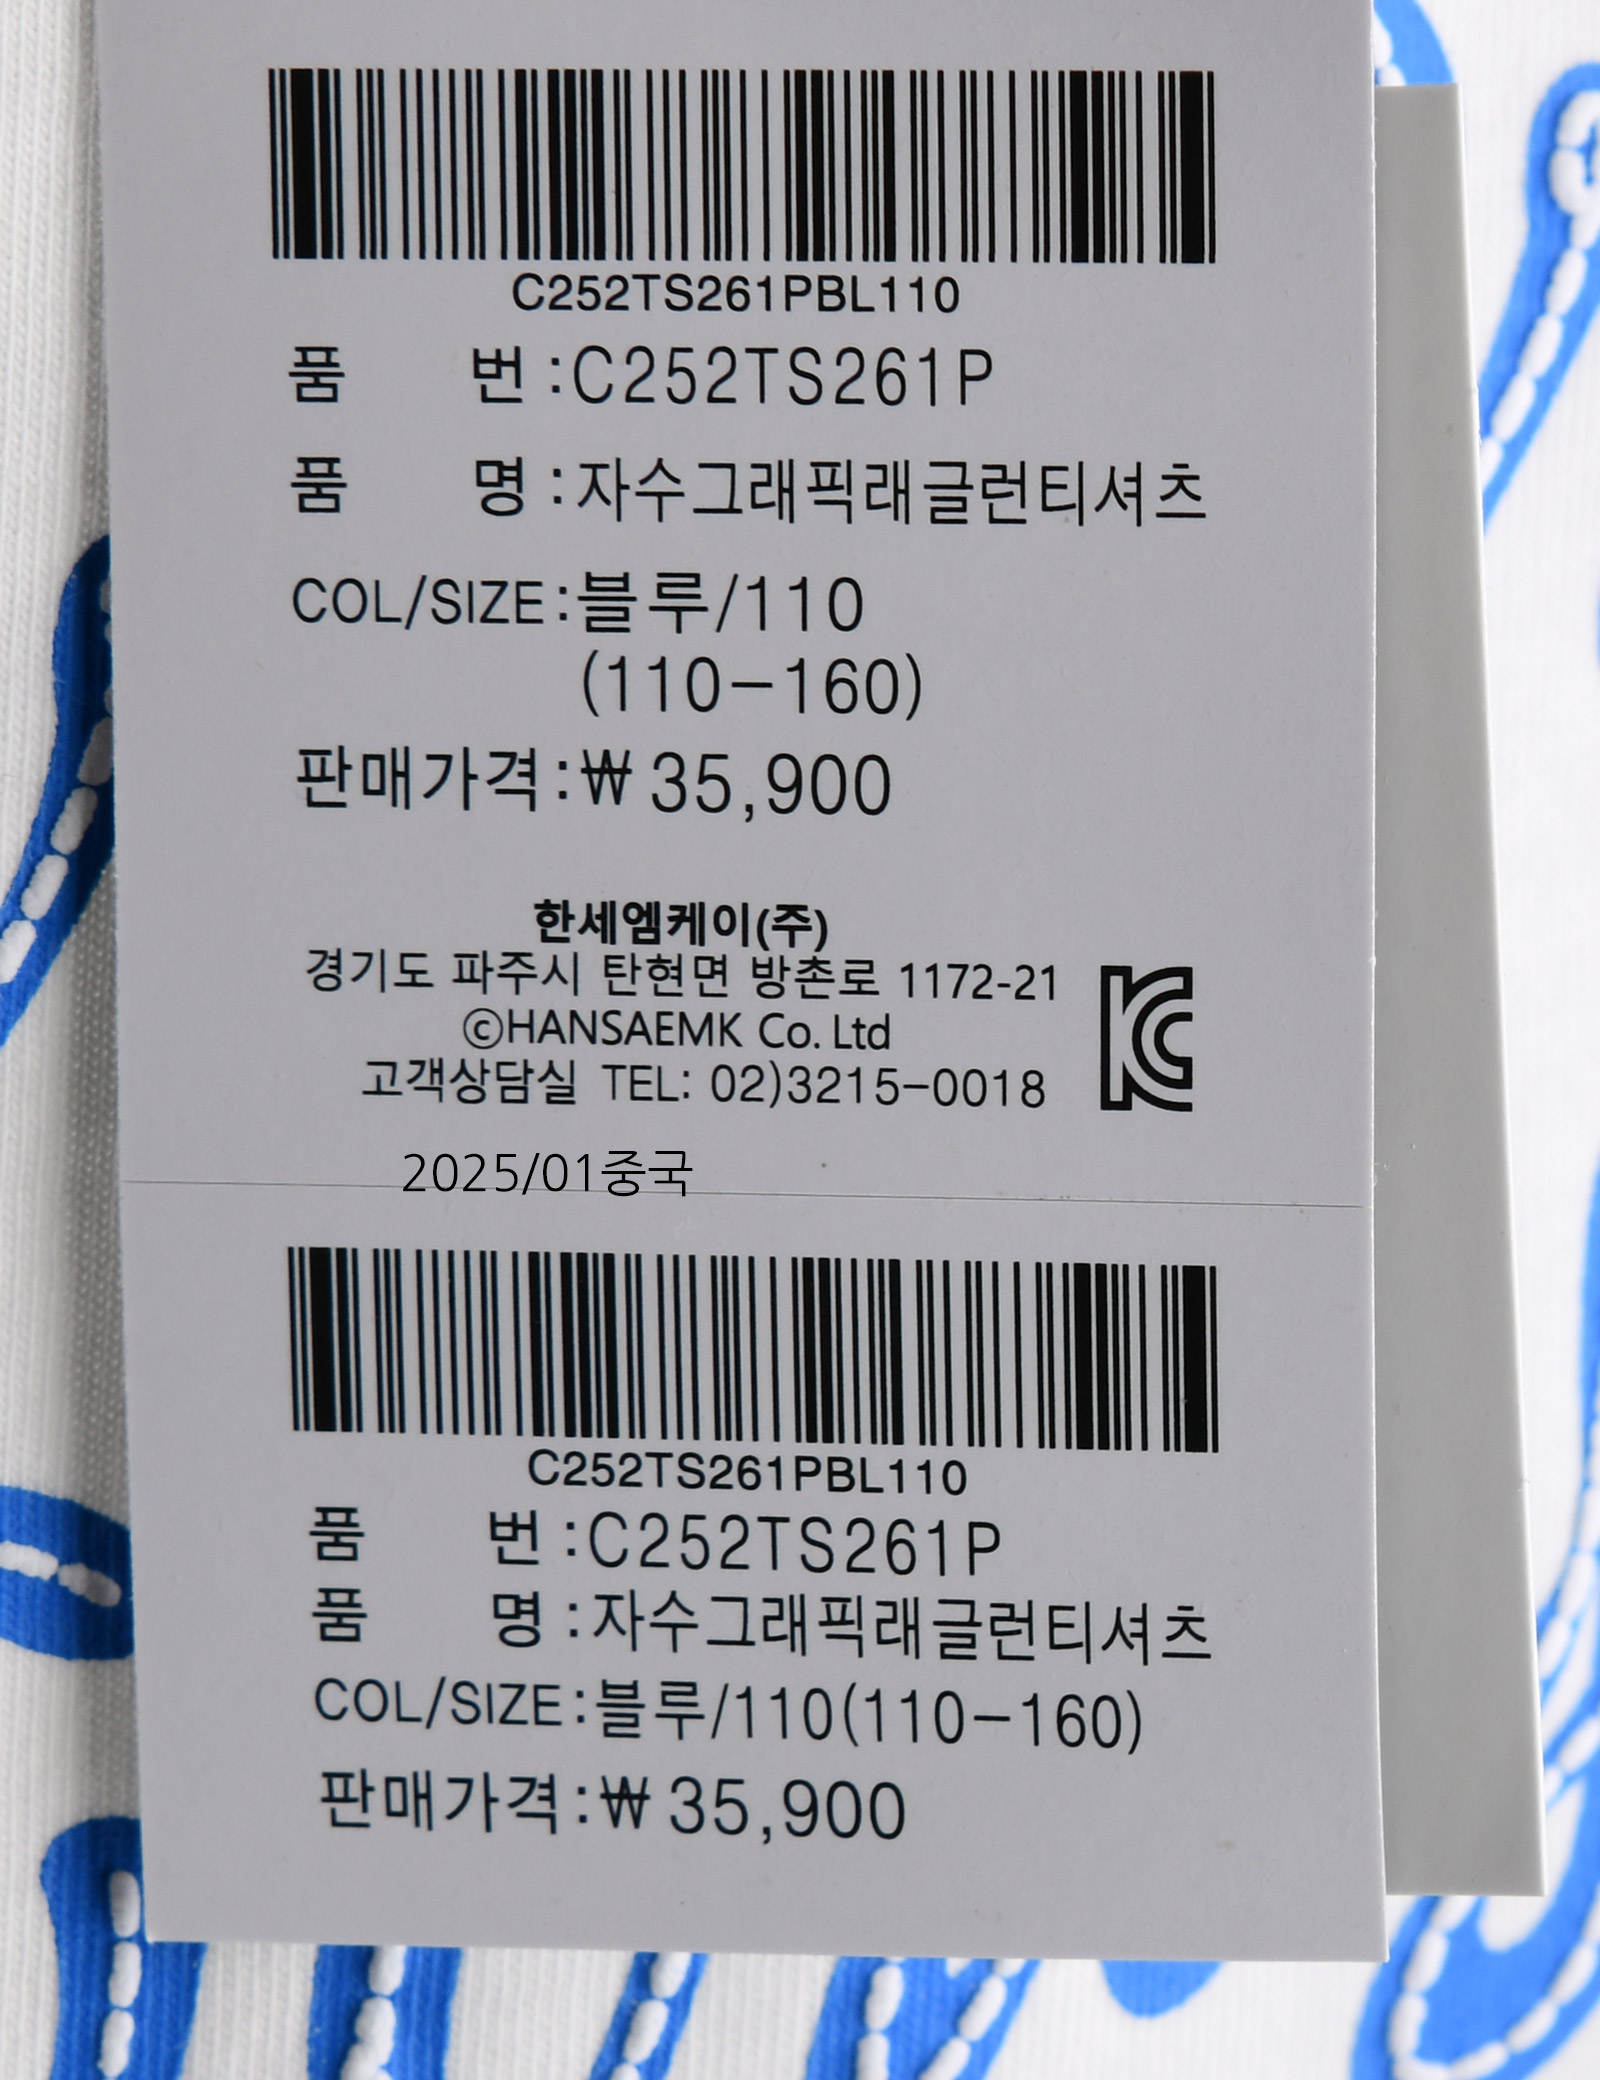 C252TS261PBL110
품 번 :C252TS261P
품 명 :자수그래픽래글런티셔츠
COL/SIZE:블루/110
(110-160)
판매가격:₩35,900
한세엠케이(주)
경기도 파주시 탄현면 방촌로 1172-21
ⓒHANSAEMK Co. Ltd
고객상담실 TEL: 02)3215-0018
2025/01중국
C252TS261PBL110
품 번 :C252TS261P
품 명 :자수그래픽래글런티셔츠
COL/SIZE:블루/110(110-160)
판매가격:₩35,900